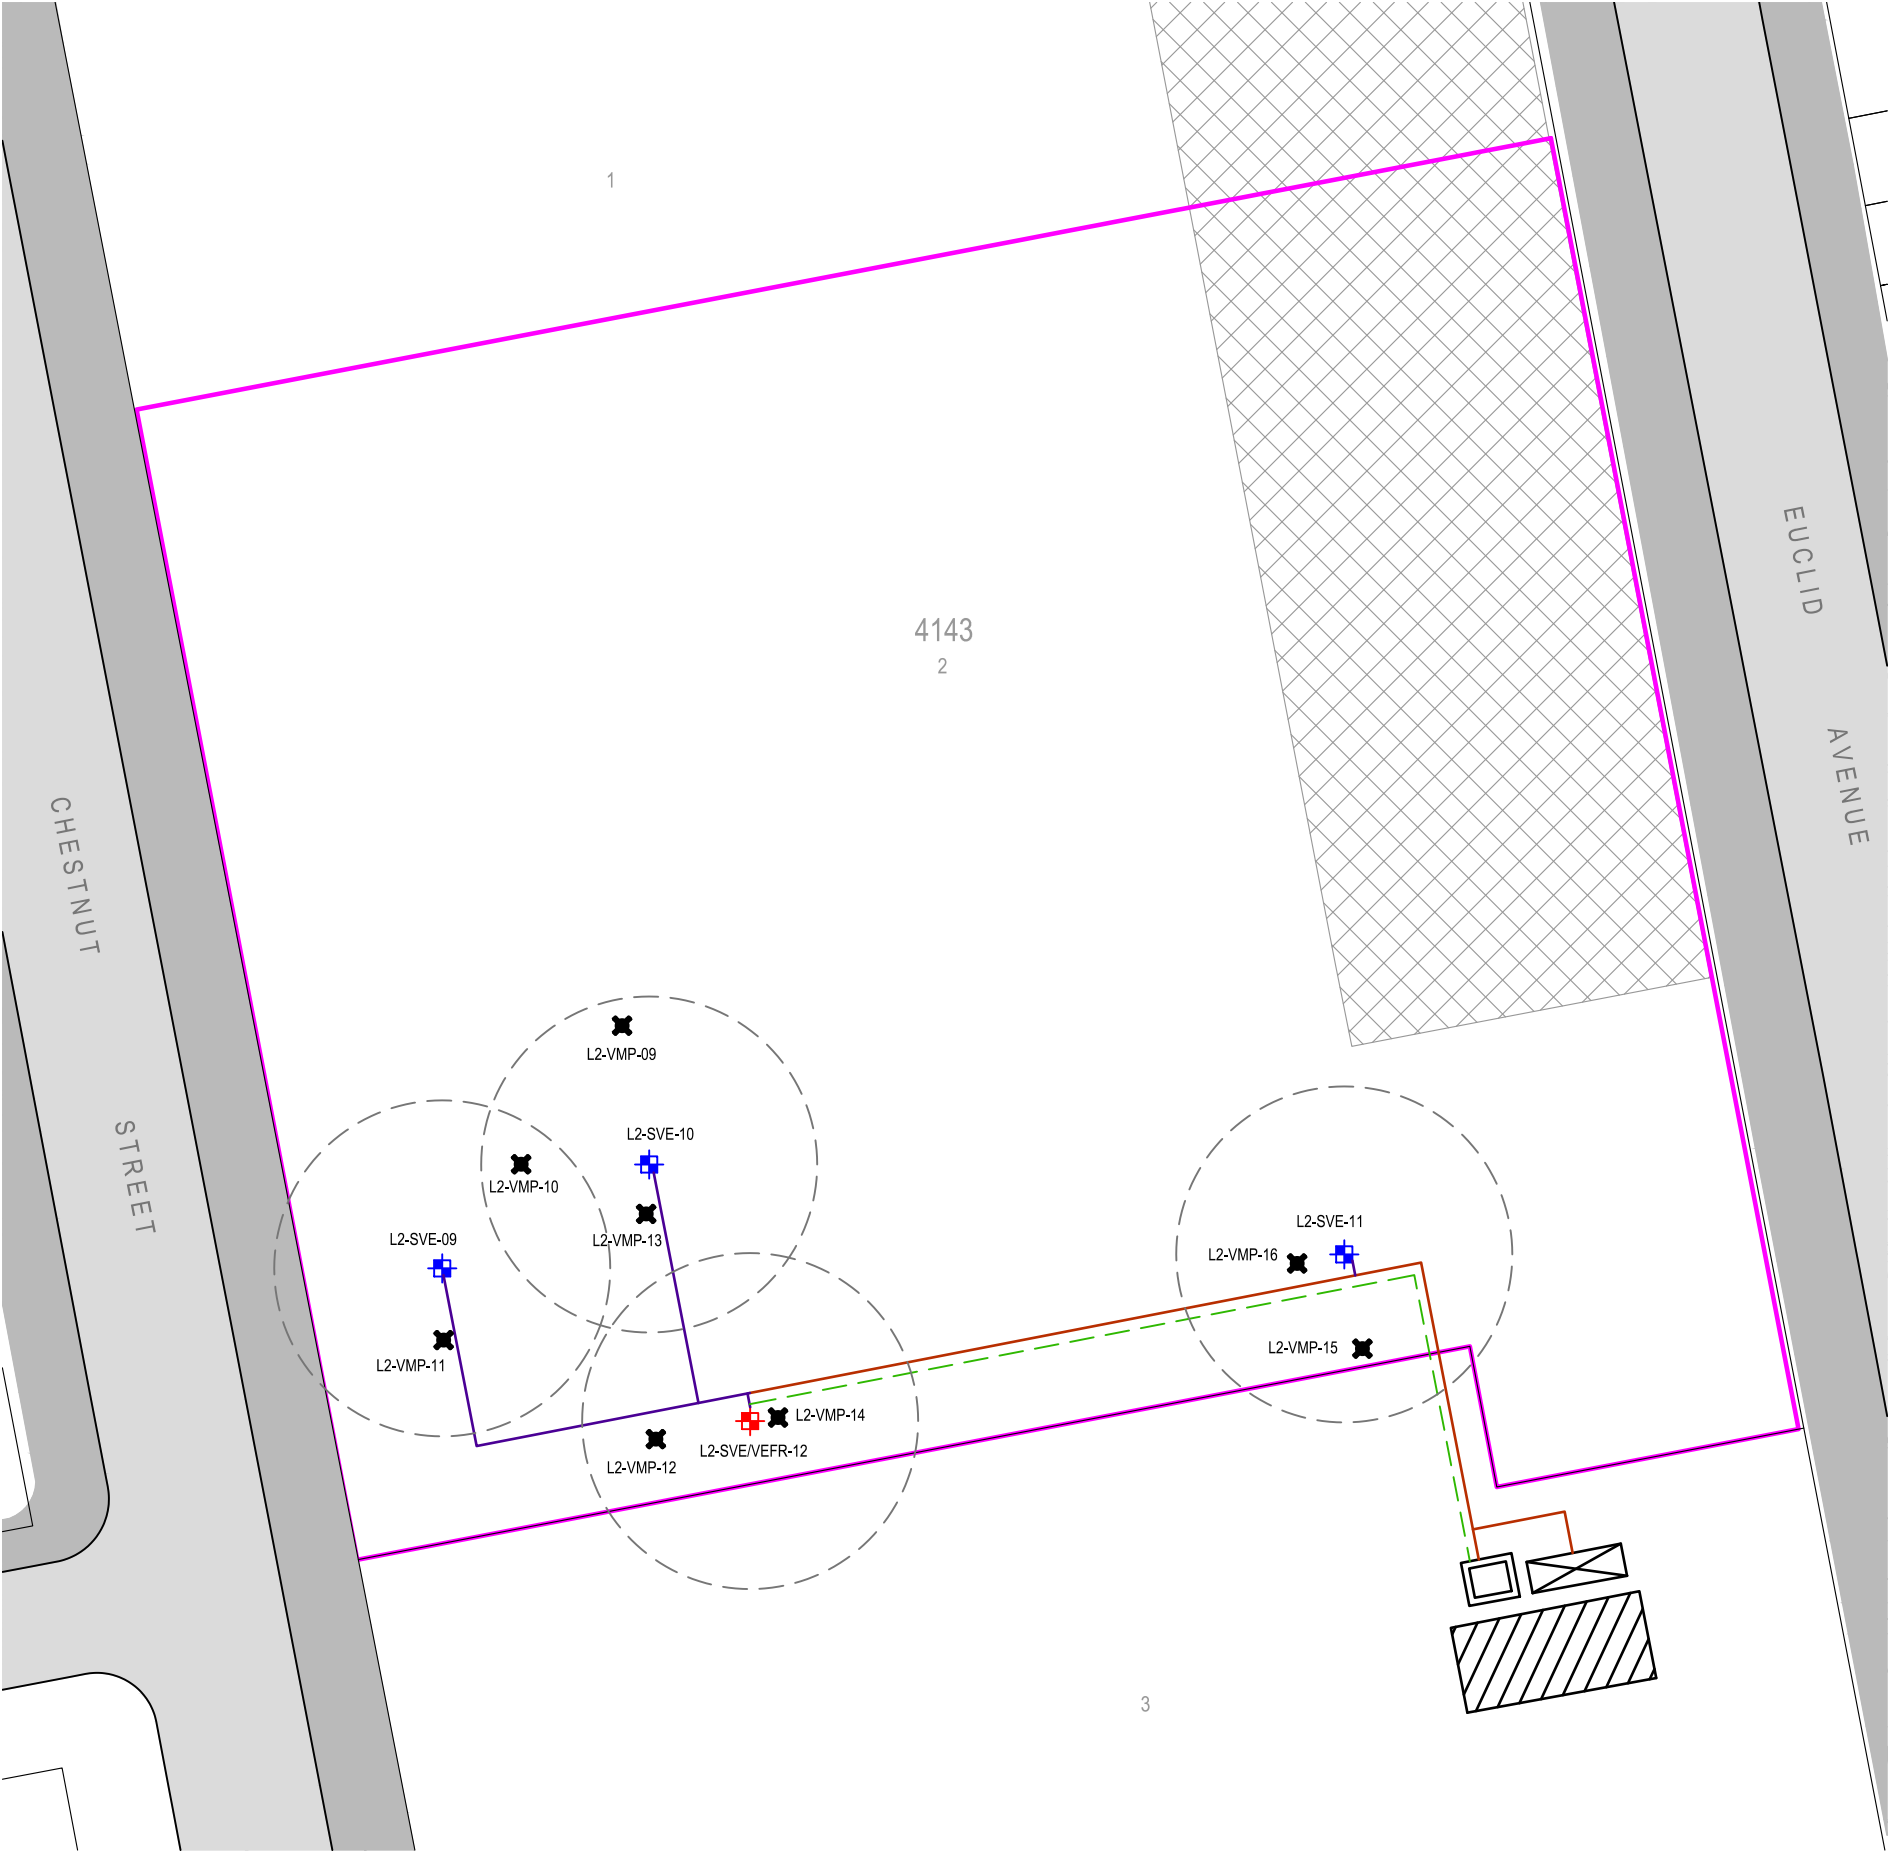 1
4143
2
EUCLID
AVENUE
CHESTNUT
STREET
L2-VMP-09
L2-SVE-10
L2-VMP-10
L2-VMP-13
L2-SVE-09
L2-SVE-11
L2-VMP-16
L2-VMP-15
L2-VMP-11
L2-VMP-14
L2-SVE/VEFR-12
L2-VMP-12
3